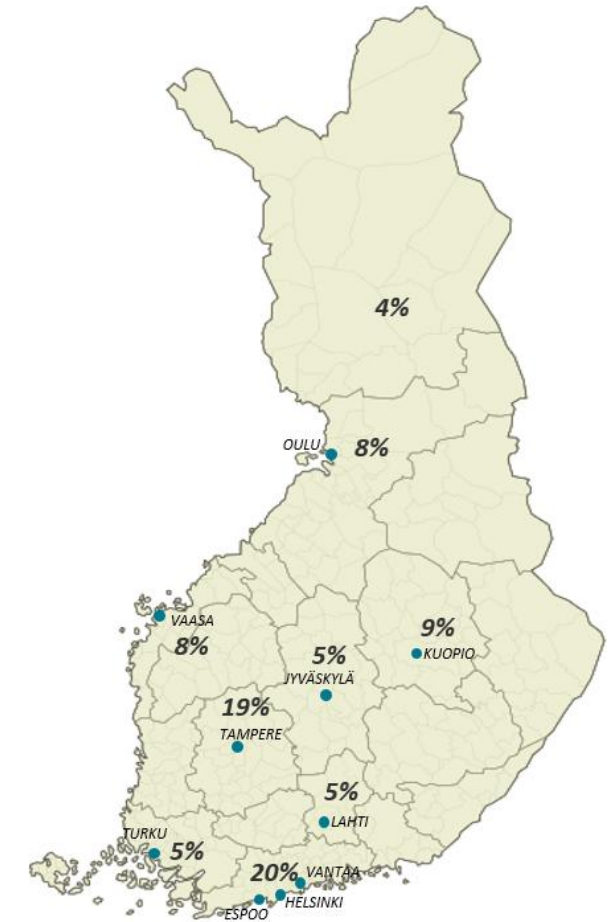 4%
OULU
8%
VAASA
8%
9%
KUOPIO
5%
JYVÄSKYLÄ
19%
TAMPERE
5%
LAHTI
TURKU
5%
20%
VANTAA
HELSINKI
ESPOO